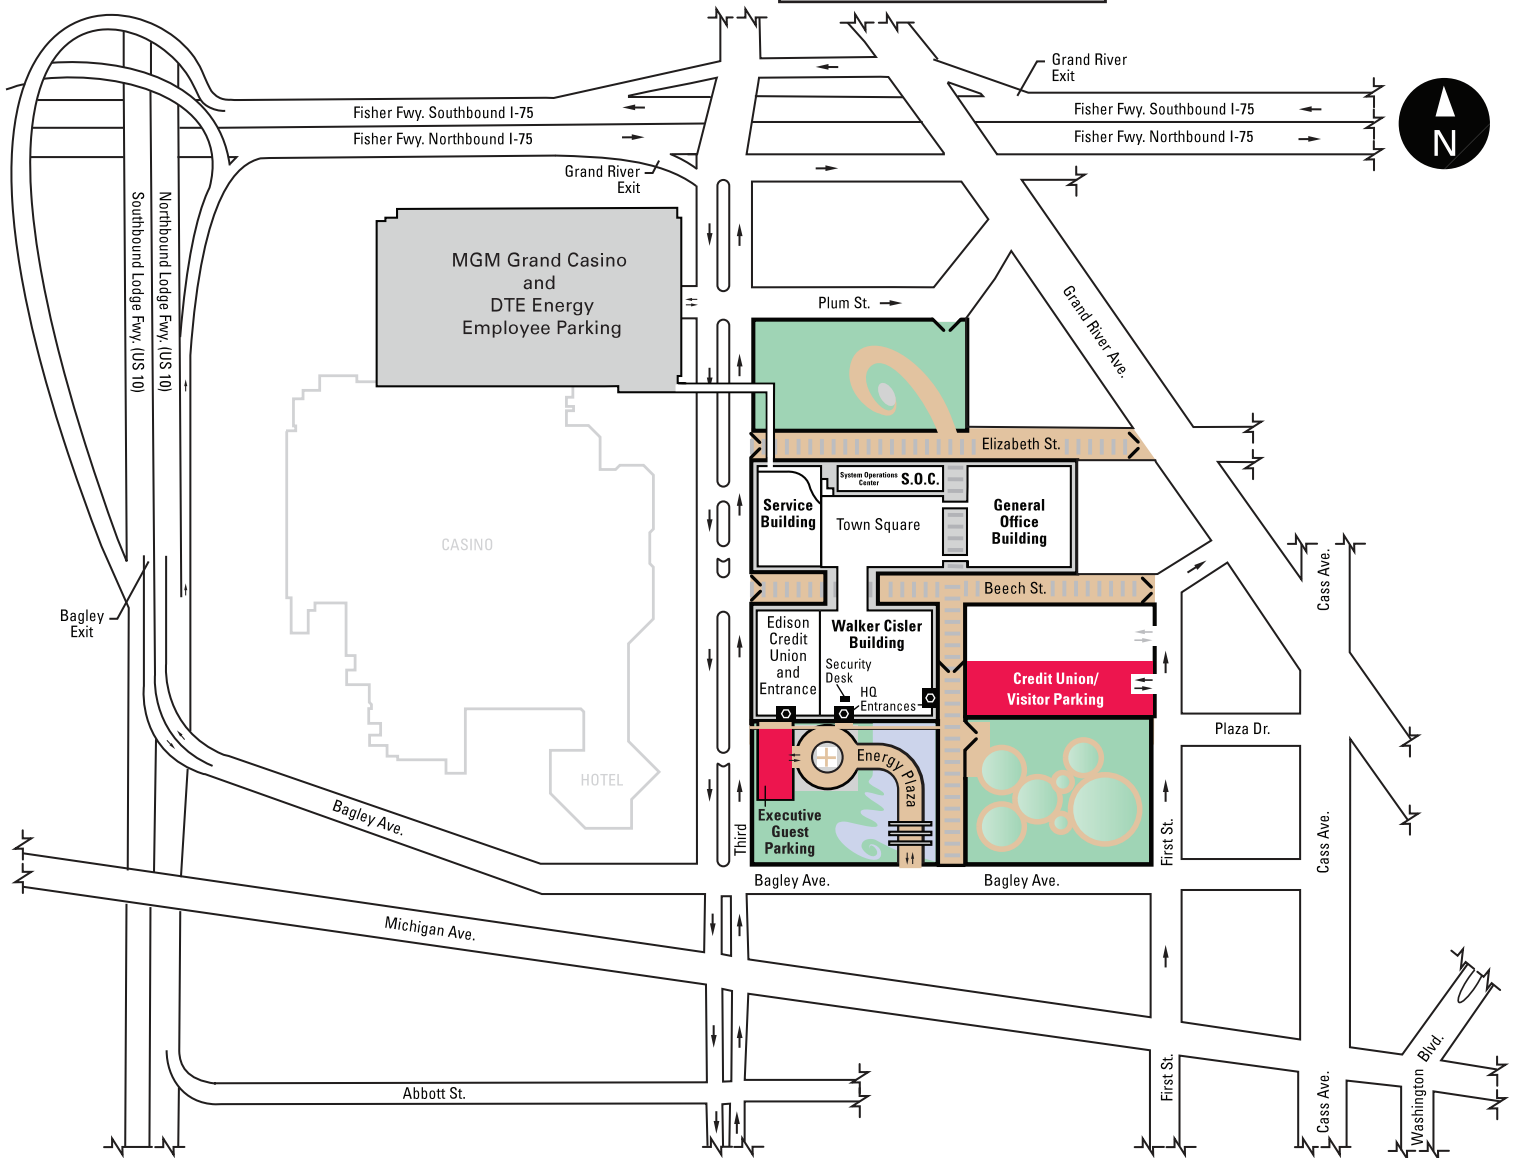 Grand River
Exit
Fisher Fwy. Southbound I-75
Fisher Fwy. Southbound I-75
Fisher Fwy. Northbound I-75
Fisher Fwy. Northbound I-75
N
Grand River
Exit
Southbound Lodge Fwy. (US 10)
Northbound Lodge Fwy. (US 10)
MGM Grand Casino
and
DTE Energy
Employee Parking
Plum St.
Grand River Ave.
Elizabeth St.
System Operations
Center
S.O.C.
Service
Building
Town Square
General
Office
Building
CASINO
Beech St.
Cass Ave.
Bagley
Exit
Edison
Credit
Union
and
Entrance
Walker Cisler
Building
Security
Desk
HQ
Entrances
Credit Union/
Visitor Parking
Plaza Dr.
HOTEL
Energy Plaza
Executive
Guest
Parking
Third
Bagley Ave.
First St.
Cass Ave.
Bagley Ave.
Bagley Ave.
Michigan Ave.
Abbott St.
First St.
Cass Ave.
Washington Blvd.